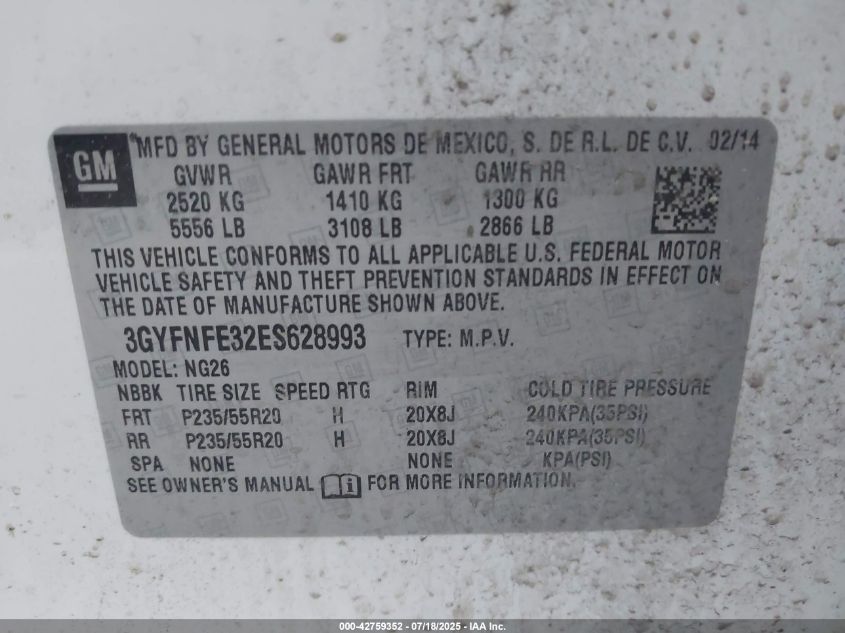 GM
MFD BY GENERAL MOTORS DE MEXICO, S. DE R.L. DE C.V. 02/14
GVWR GAWR FRT GAWR RR
2520 KG 1410 KG 1300 KG
5556 LB 3108 LB 2866 LB
THIS VEHICLE CONFORMS TO ALL APPLICABLE U.S. FEDERAL MOTOR
VEHICLE SAFETY AND THEFT PREVENTION STANDARDS IN EFFECT ON
THE DATE OF MANUFACTURE SHOWN ABOVE.
3GYFNFE32ES628993 TYPE: M.P.V.
MODEL: NG26
NBBK TIRE SIZE SPEED RTG RIM COLD TIRE PRESSURE
FRT P235/55R20 H 20X8J 240KPA(35PSI)
RR P235/55R20 H 20X8J 240KPA(35PSI)
SPA NONE NONE KPA(PSI)
SEE OWNER'S MANUAL FOR MORE INFORMATION.
000-42759352 - 07/18/2025 - IAA Inc.